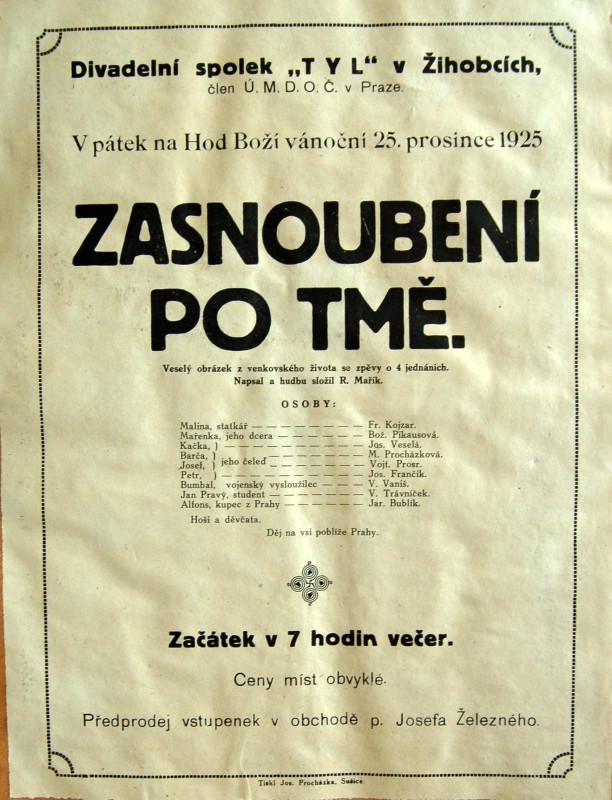 Divadelní spolek „TYL“ v Žihobcích,
člen Ú. M. D. O. Č. v Praze.
V pátek na Hod Boží vánoční 25. prosince 1925
ZASNOUBENÍ
PO TMĚ.
Veselý obrázek z venkovského života se zpěvy o 4 jednáních.
Napsal a hudbu složil R. Mařík.
OSOBY:
Malina, statkář — — — — — — — — Fr. Kojzar.
Mařenka, jeho dcera — — — — — — Bož. Pikausová.
Kačka, ) — — — — — — — — — — Jos. Veselá.
Barča, ) — — — — — — — M. Procházková.
jeho čeleď
Josef, ) — — — — — — — Vojt. Prosr.
Petr, ) — — — — — — — — — — Jos. Frančík.
Bumbal, vojenský vysloužilec — — — V. Vaniš.
Jan Pravý, student — — — — — — — V. Trávníček.
Alfons, kupec z Prahy — — — — — — Jar. Bublík.
Hoši a děvčata.
Děj na vsi poblíže Prahy.
Začátek v 7 hodin večer.
Ceny míst obvyklé.
Předprodej vstupenek v obchodě p. Josefa Železného.
Tiskl Jos. Procházka, Sušice.